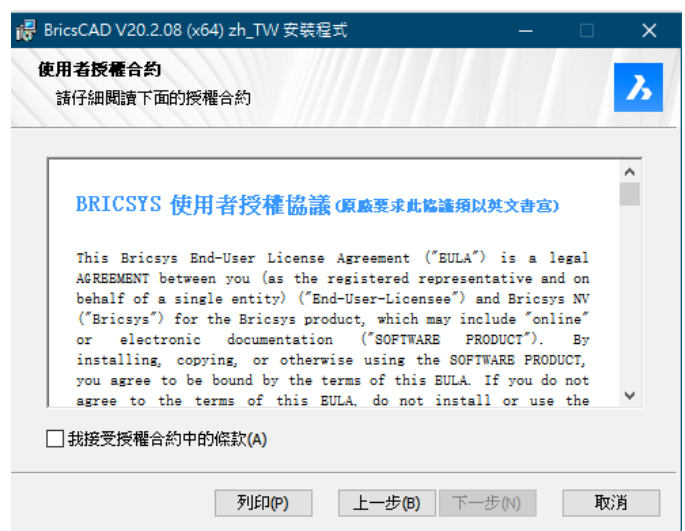 BricsCAD V20.2.08 (x64) zh_TW 安裝程式
使用者授權合約
請仔細閱讀下面的授權合約
BRICSYS 使用者授權協議(原廠要求此協議須以英文書寫)
This Bricsys End-User License Agreement ("EULA") is a legal
AGREEMENT between you (as the registered representative and on
behalf of a single entity) ("End-User-Licensee") and Bricsys NV
("Bricsys") for the Bricsys product, which may include "online"
or electronic documentation ("SOFTWARE PRODUCT"). By
installing, copying, or otherwise using the SOFTWARE PRODUCT,
you agree to be bound by the terms of this EULA. If you do not
agree to the terms of this EULA, do not install or use the
我接受授權合約中的條款(A)
列印(P) 上一步(B) 下一步(N) 取消